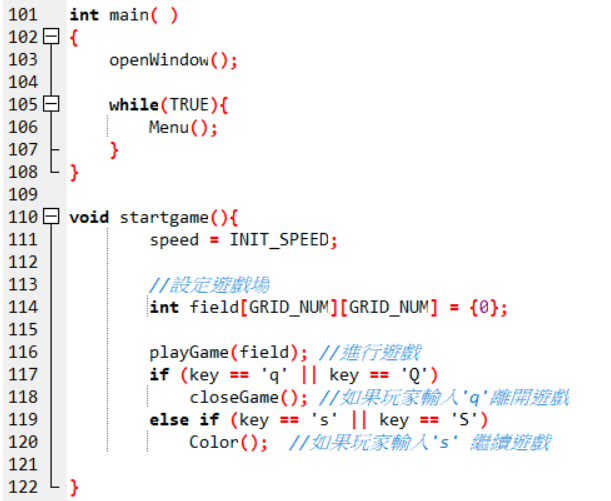 101 int main( )
102 {
103     openWindow();
104
105     while(TRUE){
106         Menu();
107     }
108 }
109
110 void startgame(){
111         speed = INIT_SPEED;
112
113         //設定遊戲場
114         int field[GRID_NUM][GRID_NUM] = {0};
115
116         playGame(field); //進行遊戲
117         if (key == 'q' || key == 'Q')
118             closeGame(); //如果玩家輸入'q'離開遊戲
119         else if (key == 's' || key == 'S')
120             Color();  //如果玩家輸入's' 繼續遊戲
121
122 }